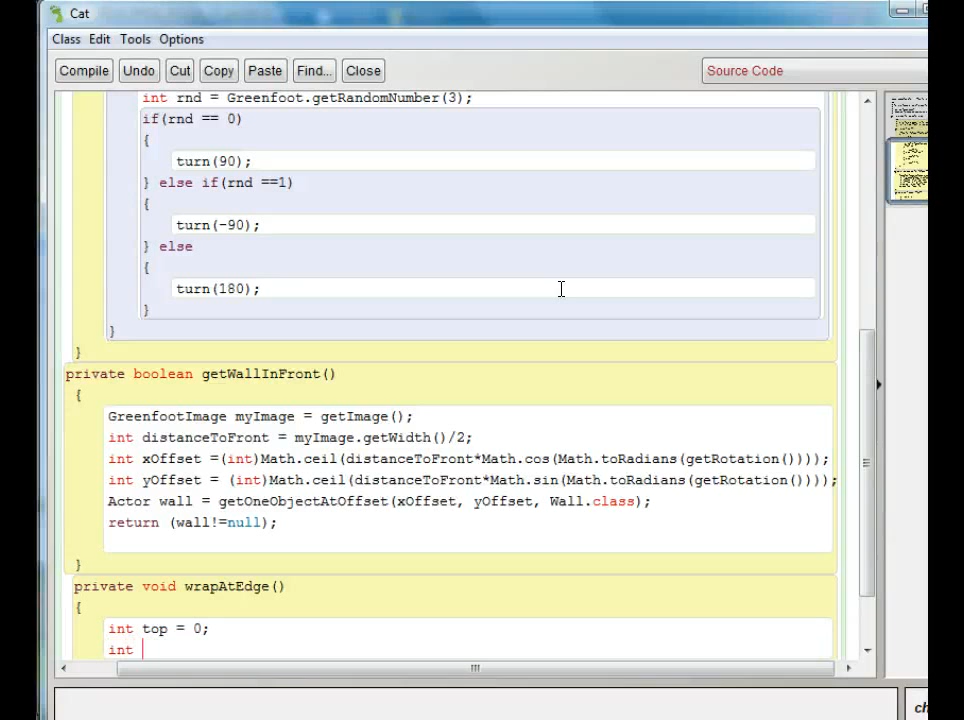 Cat
Class Edit Tools Options
Compile Undo Cut Copy Paste Find... Close Source Code
int rnd = Greenfoot.getRandomNumber(3);
if(rnd == 0)
{
turn(90);
} else if(rnd ==1)
{
turn(-90);
} else
{
turn(180);
}
}
}
private boolean getWallInFront()
{
GreenfootImage myImage = getImage();
int distanceToFront = myImage.getWidth()/2;
int xOffset =(int)Math.ceil(distanceToFront*Math.cos(Math.toRadians(getRotation())));
int yOffset = (int)Math.ceil(distanceToFront*Math.sin(Math.toRadians(getRotation())));
Actor wall = getOneObjectAtOffset(xOffset, yOffset, Wall.class);
return (wall!=null);
}
private void wrapAtEdge()
{
int top = 0;
int
ch